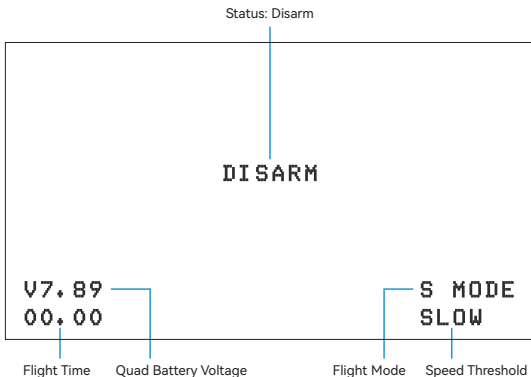 Status: Disarm
DISARM
V7.89
S MODE
00.00
SLOW
Flight Time
Quad Battery Voltage
Flight Mode
Speed Threshold